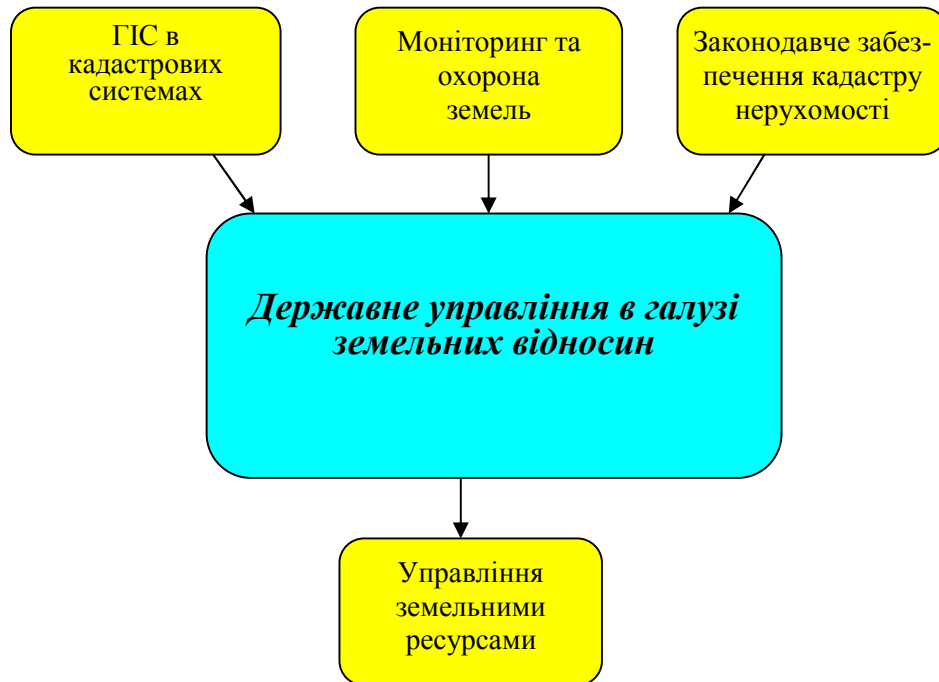 ГІС в
кадастрових
системах
Моніторинг та
охорона
земель
Законодавче забез-
печення кадастру
нерухомості
Державне управління в галузі
земельних відносин
Управління
земельними
ресурсами